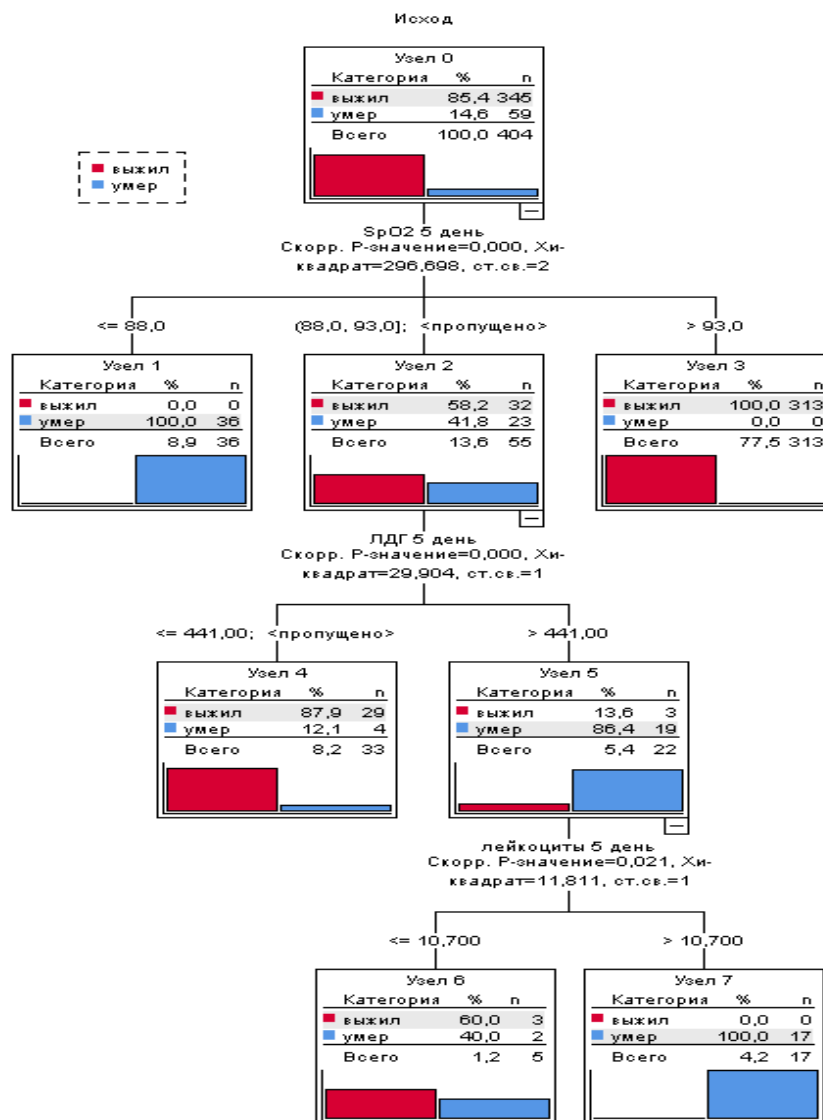 Исход
Узел 0
Категория % n
выжил 85,4 345
умер 14,6 59
Всего 100,0 404
выжил
умер
SpO2 5 день
Скорр. P-значение=0,000, Хи-
квадрат=296,698, ст.св.=2
<= 88,0
(88,0, 93,0]; <пропущено>
> 93,0
Узел 1
Категория % n
выжил 0,0 0
умер 100,0 36
Всего 8,9 36
Узел 2
Категория % n
выжил 58,2 32
умер 41,8 23
Всего 13,6 55
Узел 3
Категория % n
выжил 100,0 313
умер 0,0 0
Всего 77,5 313
ЛДГ 5 день
Скорр. P-значение=0,000, Хи-
квадрат=29,904, ст.св.=1
<= 441,00; <пропущено>
> 441,00
Узел 4
Категория % n
выжил 87,9 29
умер 12,1 4
Всего 8,2 33
Узел 5
Категория % n
выжил 13,6 3
умер 86,4 19
Всего 5,4 22
лейкоциты 5 день
Скорр. P-значение=0,021, Хи-
квадрат=11,811, ст.св.=1
<= 10,700
> 10,700
Узел 6
Категория % n
выжил 60,0 3
умер 40,0 2
Всего 1,2 5
Узел 7
Категория % n
выжил 0,0 0
умер 100,0 17
Всего 4,2 17